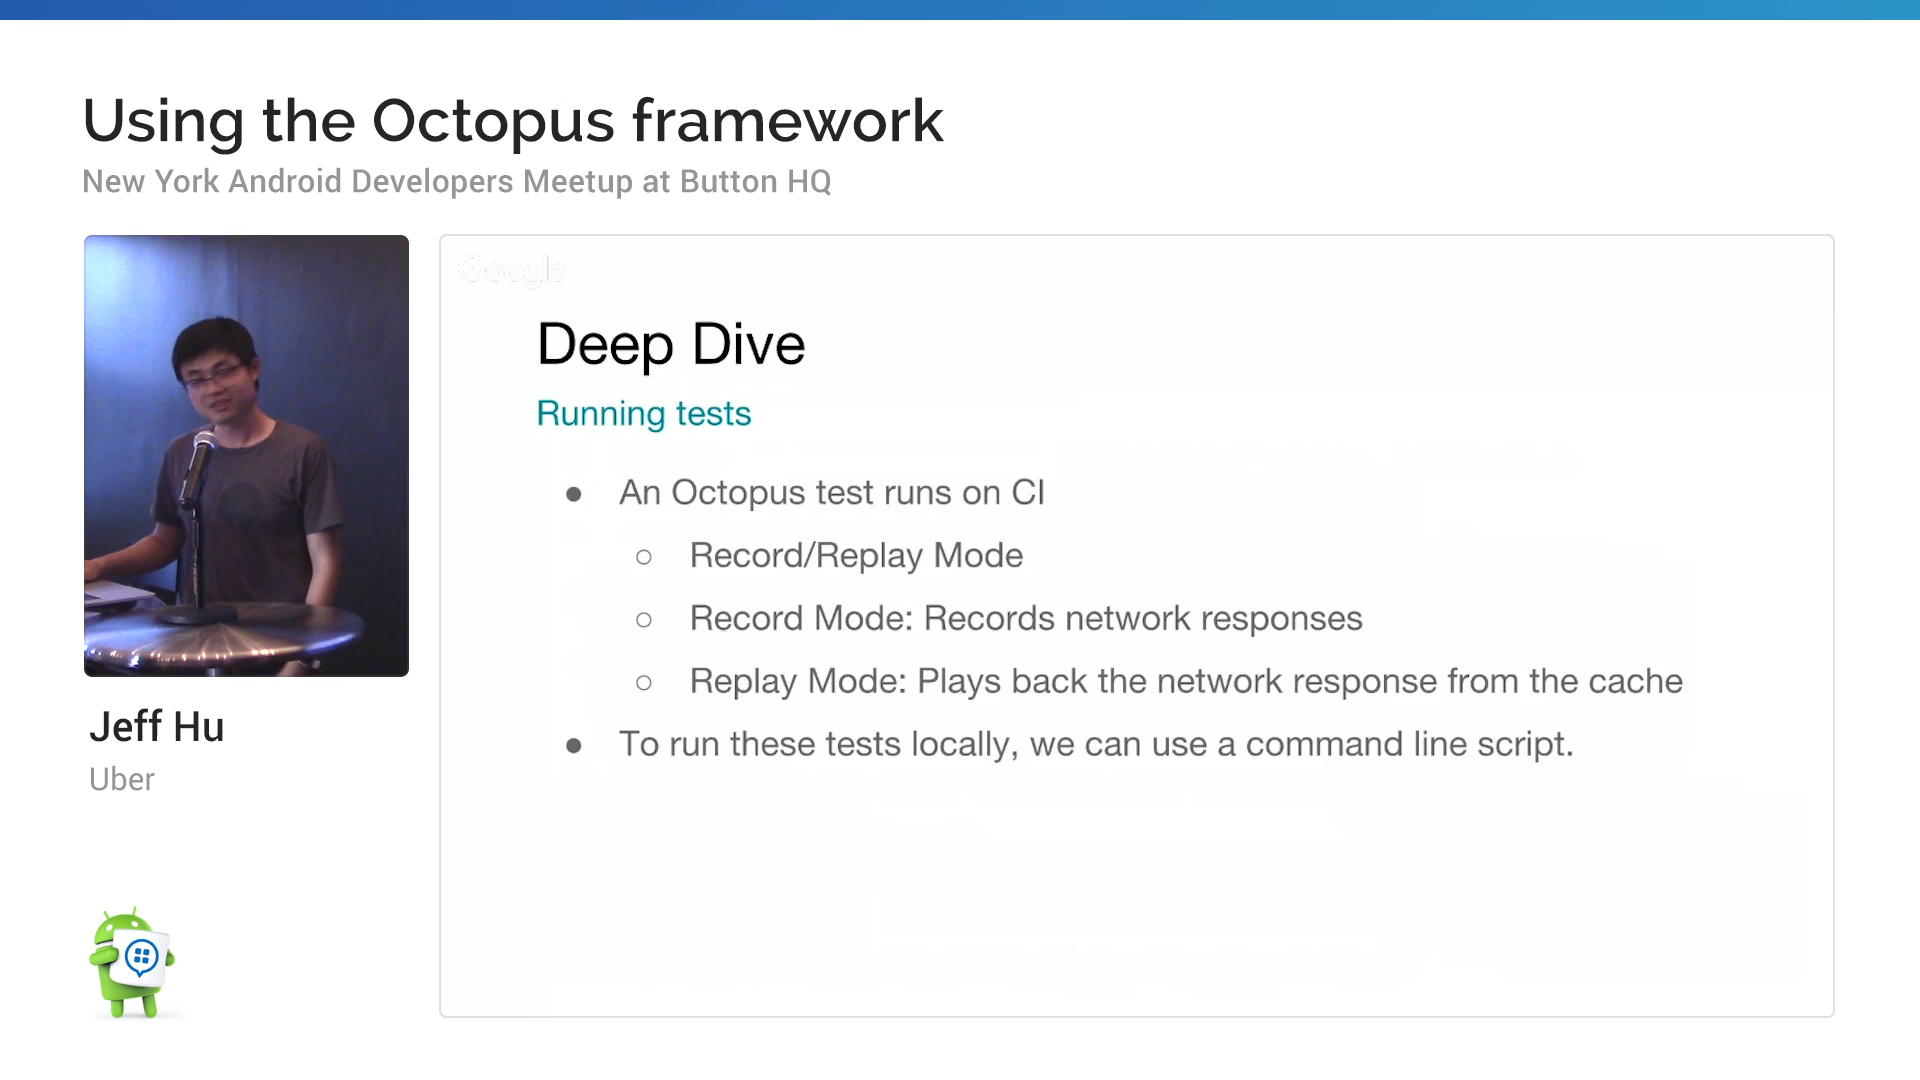 Using the Octopus framework
New York Android Developers Meetup at Button HQ
Google
Deep Dive
Running tests
● An Octopus test runs on CI
○ Record/Replay Mode
○ Record Mode: Records network responses
○ Replay Mode: Plays back the network response from the cache
● To run these tests locally, we can use a command line script.
Jeff Hu
Uber